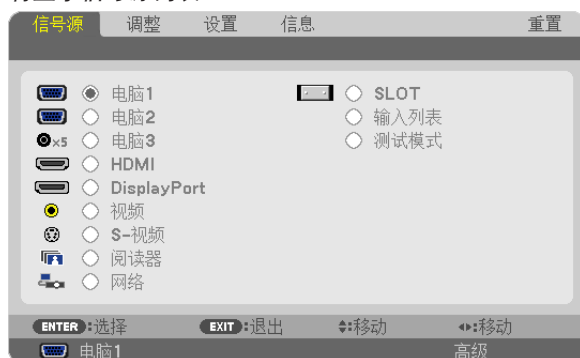 信号源 调整 设置 信息 重置
电脑1
电脑2
×5 电脑3
HDMI
DisplayPort
视频
S-视频
阅读器
网络
SLOT
输入列表
测试模式
ENTER:选择 EXIT:退出 :移动 :移动
电脑1 高级